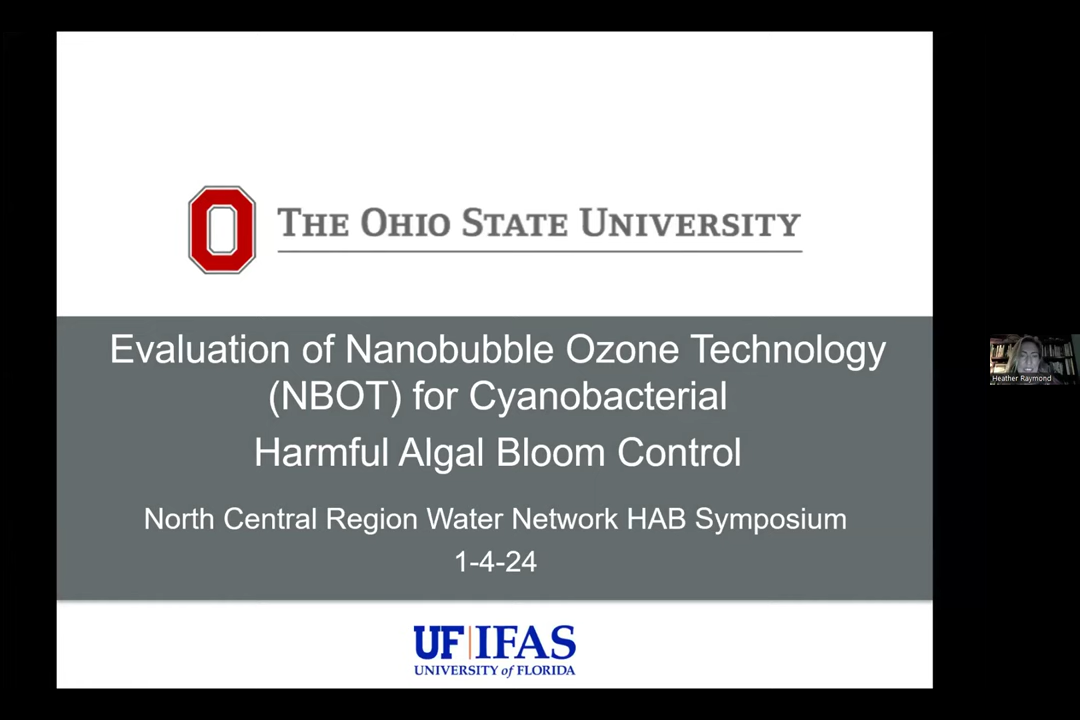 THE OHIO STATE UNIVERSITY
Evaluation of Nanobubble Ozone Technology
(NBOT) for Cyanobacterial
Harmful Algal Bloom Control
North Central Region Water Network HAB Symposium
1-4-24
Heather Raymond
UF|IFAS
UNIVERSITY of FLORIDA